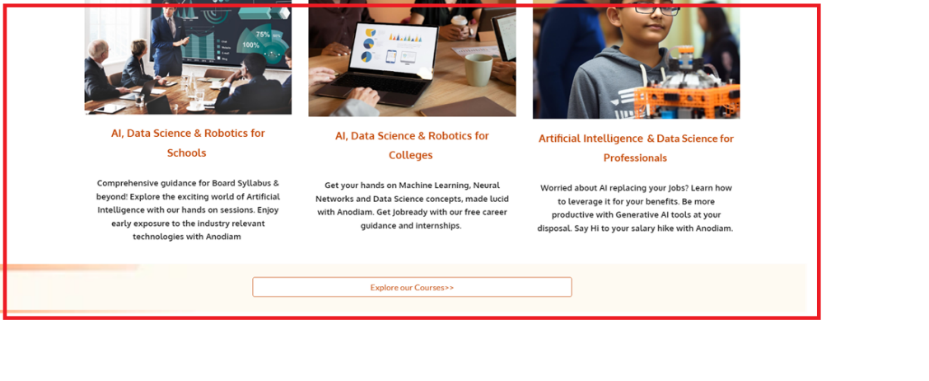 75%
100%
AI, Data Science & Robotics for
Schools
Comprehensive guidance for Board Syllabus &
beyond! Explore the exciting world of Artificial
Intelligence with our hands on sessions. Enjoy
early exposure to the industry relevant
technologies with Anodiam
AI, Data Science & Robotics for
Colleges
Get your hands on Machine Learning, Neural
Networks and Data Science concepts, made lucid
with Anodiam. Get Jobready with our free career
guidance and internships.
Artificial Intelligence & Data Science for
Professionals
Worried about AI replacing your Jobs? Learn how
to leverage it for your benefits. Be more
productive with Generative AI tools at your
disposal. Say Hi to your salary hike with Anodiam.
Explore our Courses>>